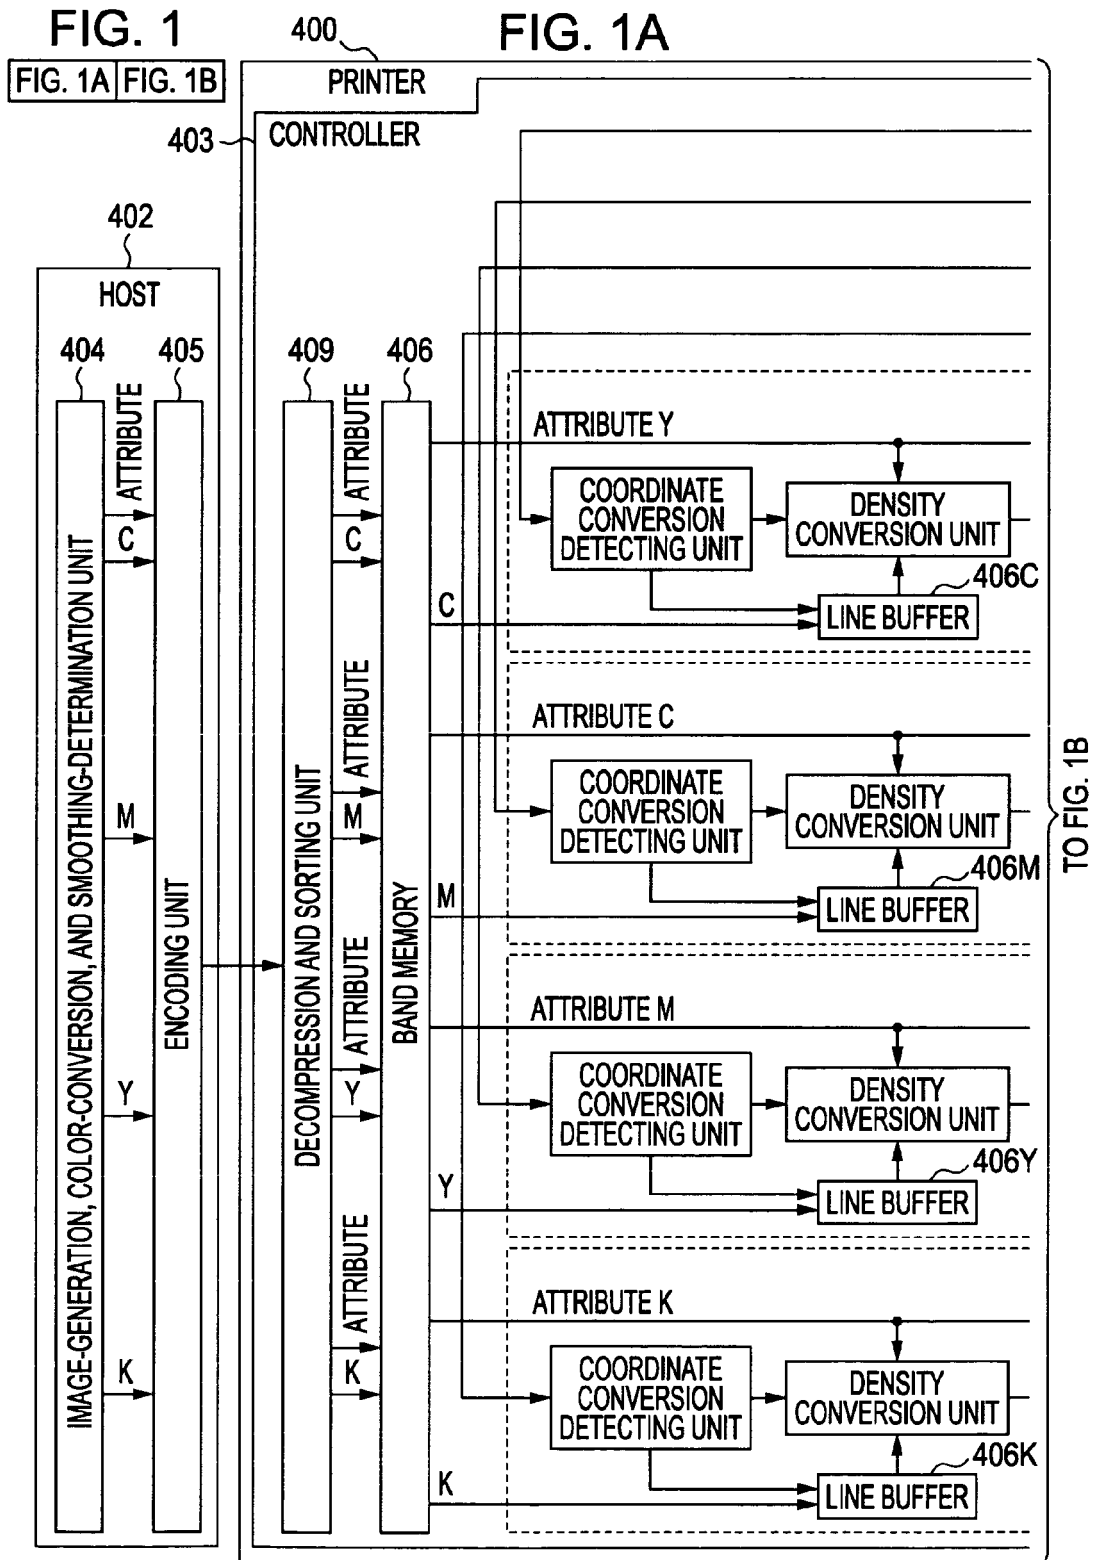 FIG. 1
FIG. 1A
FIG. 1A FIG. 1B
400
PRINTER
403
CONTROLLER
402
HOST
404
405
409
406
IMAGE-GENERATION, COLOR-CONVERSION, AND SMOOTHING-DETERMINATION UNIT
ATTRIBUTE
C
M
Y
K
ENCODING UNIT
DECOMPRESSION AND SORTING UNIT
ATTRIBUTE
C
ATTRIBUTE
M
ATTRIBUTE
Y
ATTRIBUTE
K
BAND MEMORY
ATTRIBUTE Y
COORDINATE
CONVERSION
DETECTING UNIT
DENSITY
CONVERSION UNIT
406C
C
LINE BUFFER
ATTRIBUTE C
COORDINATE
CONVERSION
DETECTING UNIT
DENSITY
CONVERSION UNIT
406M
M
LINE BUFFER
ATTRIBUTE M
COORDINATE
CONVERSION
DETECTING UNIT
DENSITY
CONVERSION UNIT
406Y
Y
LINE BUFFER
ATTRIBUTE K
COORDINATE
CONVERSION
DETECTING UNIT
DENSITY
CONVERSION UNIT
406K
K
LINE BUFFER
TO FIG. 1B